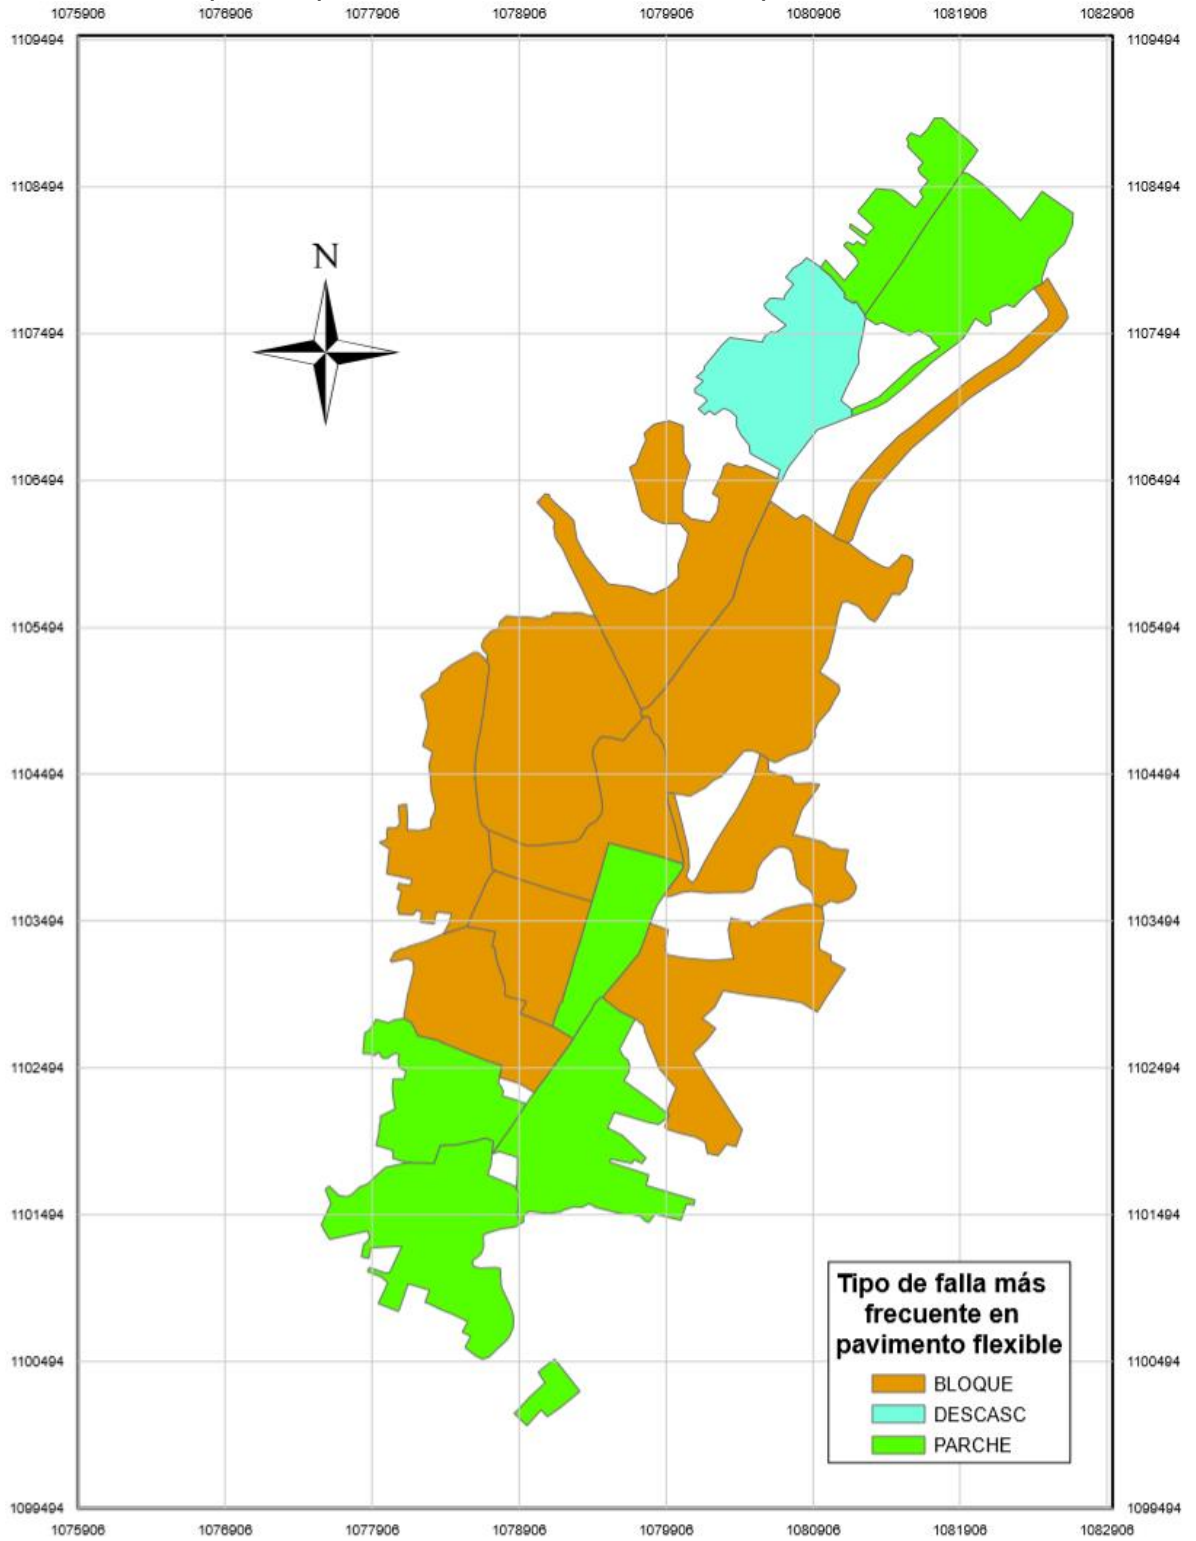 1075906 1076906 1077906 1078906 1079906 1080906 1081906 1082906
1109494 1109494
1108494 1108494
N
1107494 1107494
1106494 1106494
1105494 1105494
1104494 1104494
1103494 1103494
1102494 1102494
1101494 1101494
Tipo de falla más
frecuente en
pavimento flexible
1100494 1100494
BLOQUE
DESCASC
PARCHE
1099494 1099494
1075906 1076906 1077906 1078906 1079906 1080906 1081906 1082906